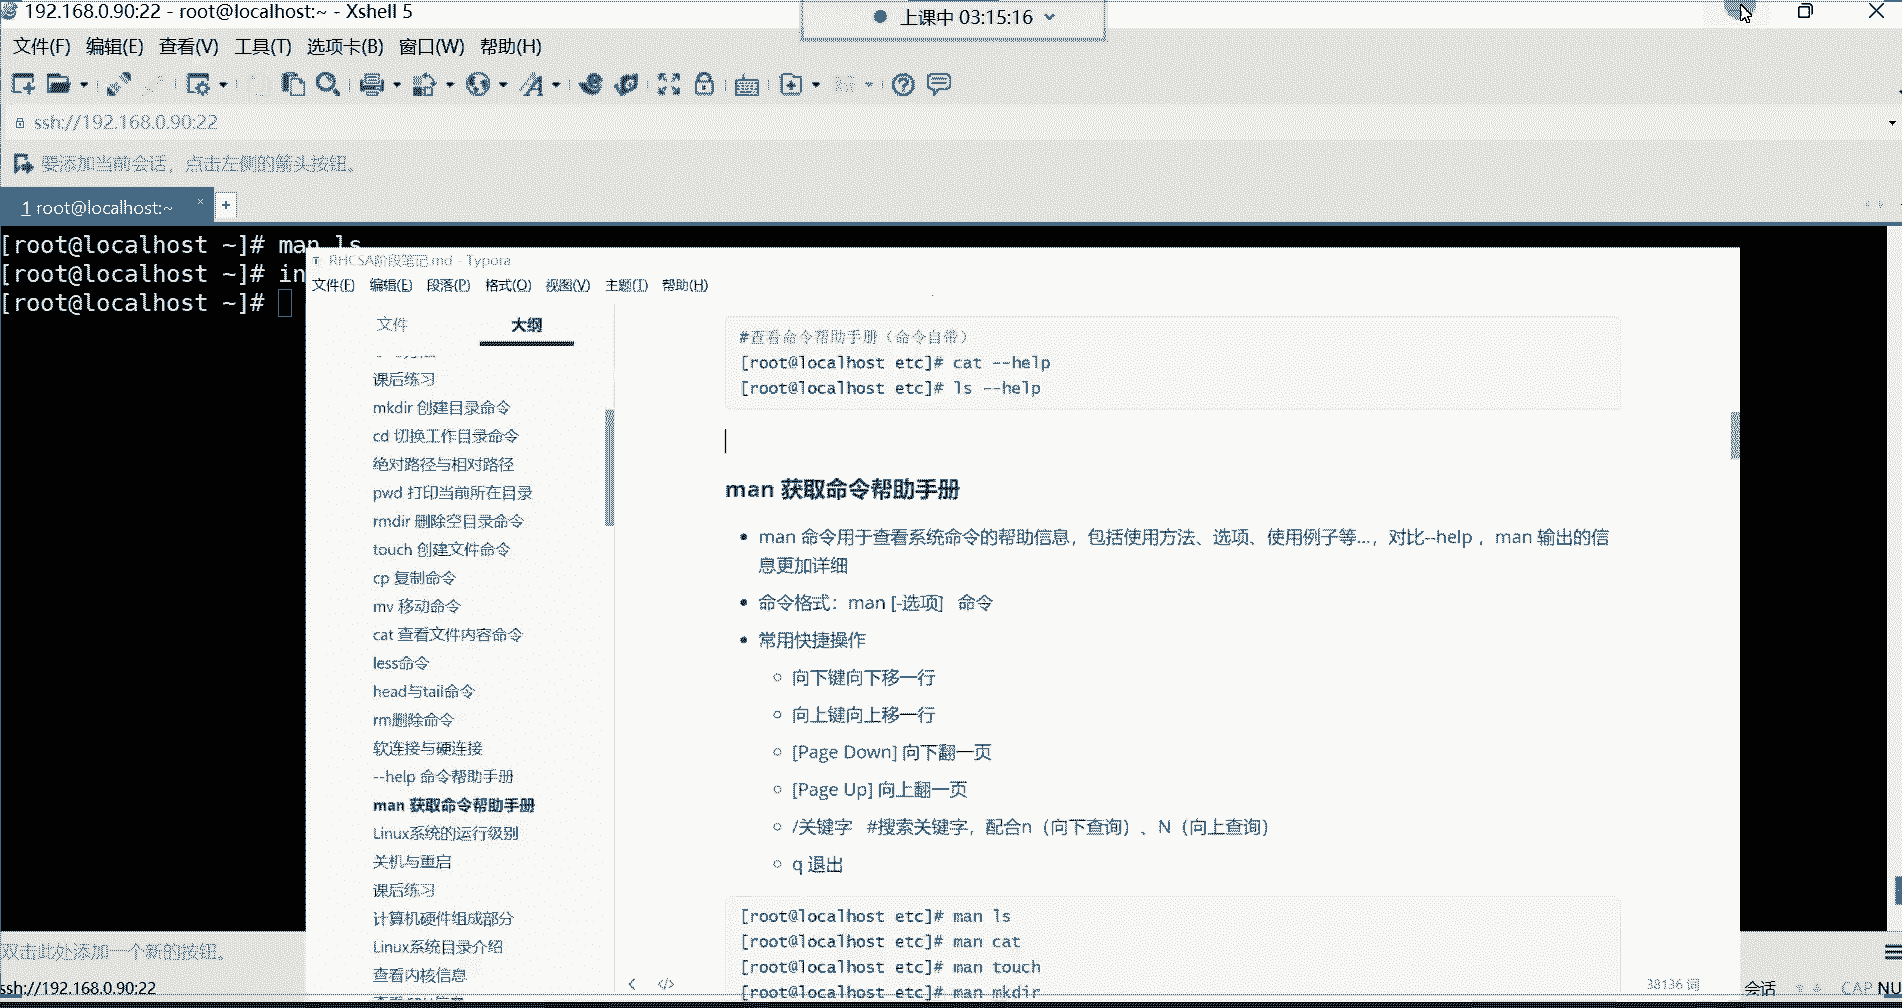 192.168.0.90:22 - root@localhost:~ - Xshell 5
上课中 03:15:16
文件(F) 编辑(E) 查看(V) 工具(T) 选项卡(B) 窗口(W) 帮助(H)
ssh://192.168.0.90:22
要添加当前会话，点击左侧的箭头按钮。
1 root@localhost:~ × +
[root@localhost ~]# man ls
[root@localhost ~]# in
[root@localhost ~]#
RHCSA阶段笔记.md - Typora
文件(F) 编辑(E) 段落(P) 格式(O) 视图(V) 主题(T) 帮助(H)
文件 大纲
课后练习
mkdir 创建目录命令
cd 切换工作目录命令
绝对路径与相对路径
pwd 打印当前所在目录
rmdir 删除空目录命令
touch 创建文件命令
cp 复制命令
mv 移动命令
cat 查看文件内容命令
less命令
head与tail命令
rm删除命令
软连接与硬连接
--help 命令帮助手册
man 获取命令帮助手册
Linux系统的运行级别
关机与重启
课后练习
计算机硬件组成部分
Linux系统目录介绍
查看内核信息
#查看命令帮助手册（命令自带）
[root@localhost etc]# cat --help
[root@localhost etc]# ls --help
man 获取命令帮助手册
• man 命令用于查看系统命令的帮助信息，包括使用方法、选项、使用例子等...，对比--help ，man 输出的信
息更加详细
• 命令格式：man [-选项] 命令
• 常用快捷操作
○ 向下键向下移一行
○ 向上键向上移一行
○ [Page Down] 向下翻一页
○ [Page Up] 向上翻一页
○ /关键字 #搜索关键字，配合n（向下查询）、N（向上查询）
○ q 退出
[root@localhost etc]# man ls
[root@localhost etc]# man cat
[root@localhost etc]# man touch
[root@localhost etc]# man mkdir
38136 词
双击此处添加一个新的按钮。
ssh://192.168.0.90:22
会话 CAP NU